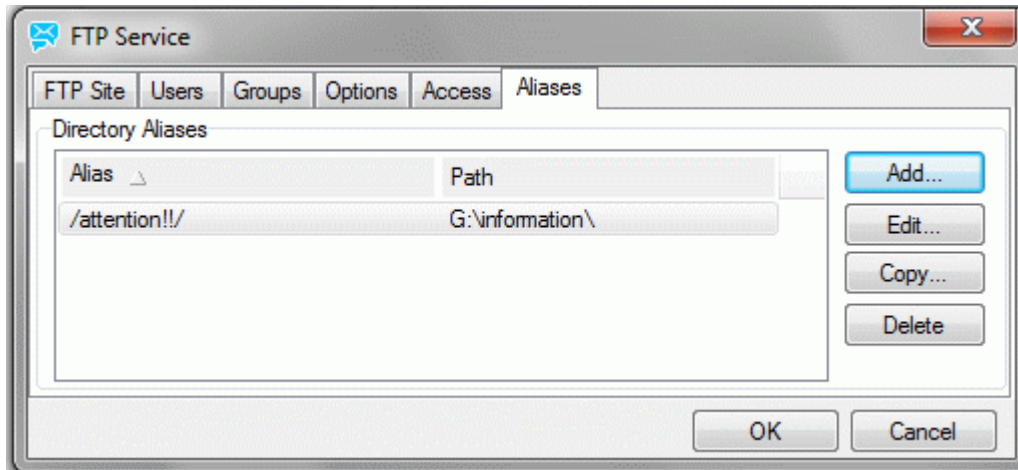 FTP Service
FTP Site Users Groups Options Access Aliases
Directory Aliases
Alias Path
/attention!!/ G:\information\
Add...
Edit...
Copy...
Delete
OK Cancel